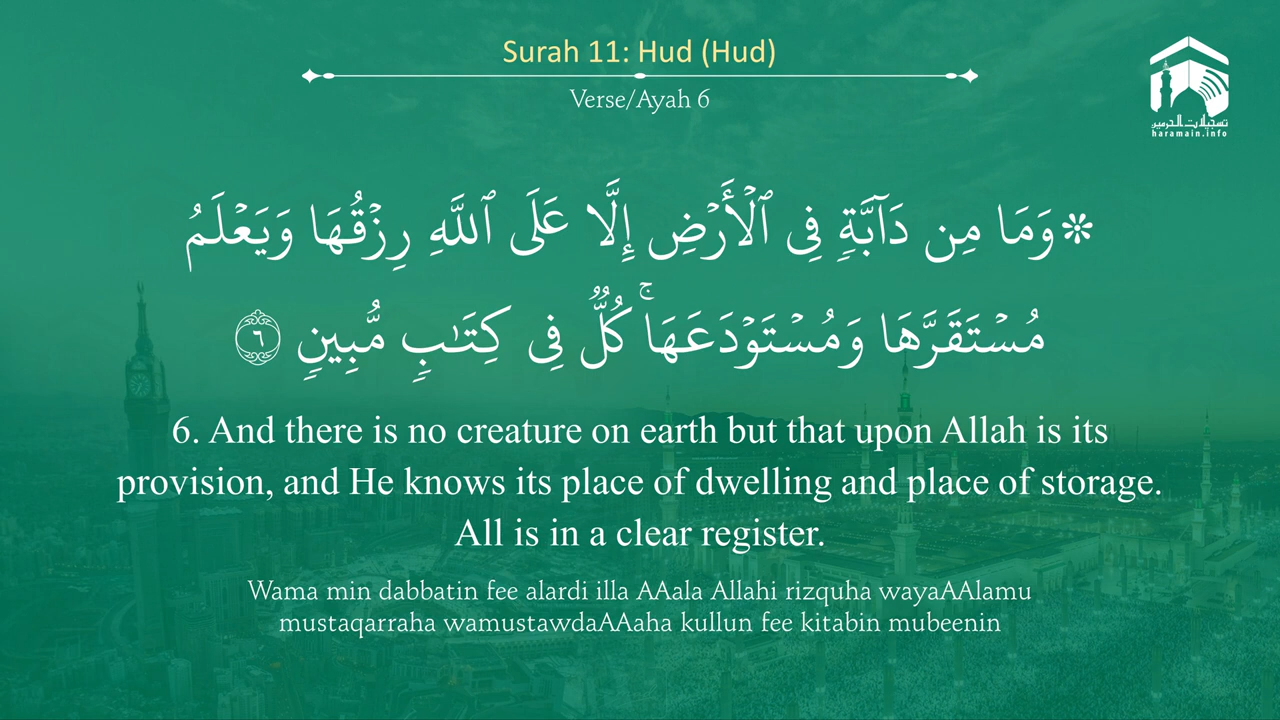 Surah 11: Hud (Hud)
Verse/Ayah 6
تسجيلات الحرمين
haramain.info
۞وَمَا مِن دَآبَّةٖ فِي ٱلۡأَرۡضِ إِلَّا عَلَى ٱللَّهِ رِزۡقُهَا وَيَعۡلَمُ
مُسۡتَقَرَّهَا وَمُسۡتَوۡدَعَهَاۚ كُلّٞ فِي كِتَٰبٖ مُّبِينٖ ٦
6. And there is no creature on earth but that upon Allah is its
provision, and He knows its place of dwelling and place of storage.
All is in a clear register.
Wama min dabbatin fee alardi illa AAala Allahi rizquha wayaAAlamu
mustaqarraha wamustawdaAAaha kullun fee kitabin mubeenin